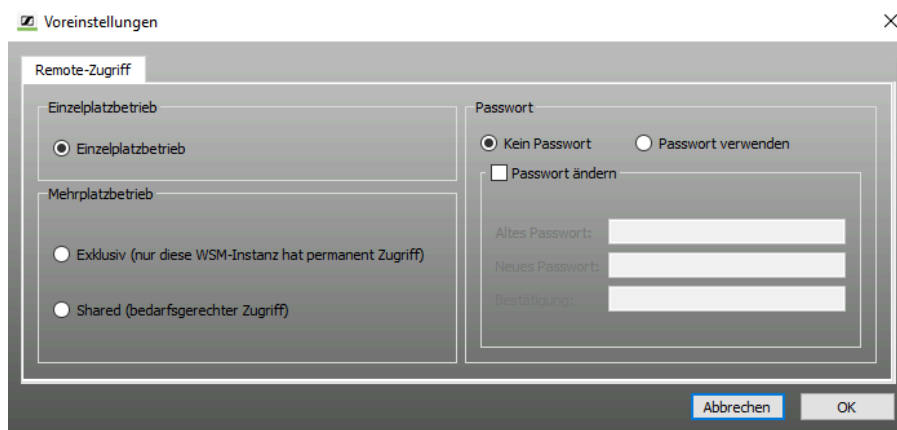 Voreinstellungen
Remote-Zugriff
Einzelplatzbetrieb
Einzelplatzbetrieb
Mehrplatzbetrieb
Exklusiv (nur diese WSM-Instanz hat permanent Zugriff)
Shared (bedarfsgerechter Zugriff)
Passwort
Kein Passwort
Passwort verwenden
Passwort ändern
Altes Passwort:
Neues Passwort:
Bestätigung:
Abbrechen
OK